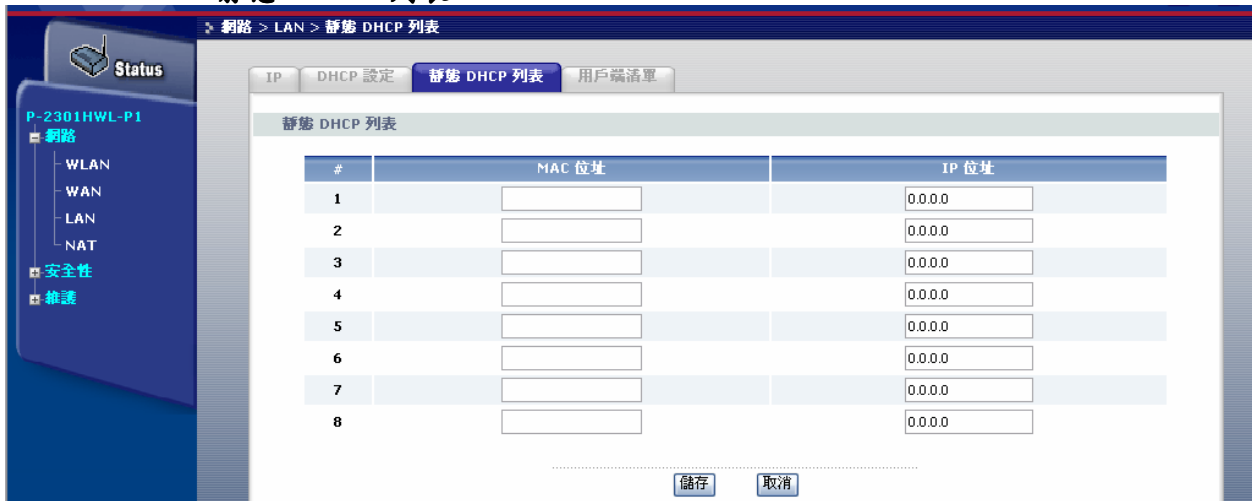 網路 > LAN > 靜態 DHCP 列表
Status
P-2301HWL-P1
網路
WLAN
WAN
LAN
NAT
安全性
維護
IP DHCP 設定 靜態 DHCP 列表 用戶端清單
靜態 DHCP 列表
# MAC 位址 IP 位址
1 0.0.0.0
2 0.0.0.0
3 0.0.0.0
4 0.0.0.0
5 0.0.0.0
6 0.0.0.0
7 0.0.0.0
8 0.0.0.0
儲存 取消